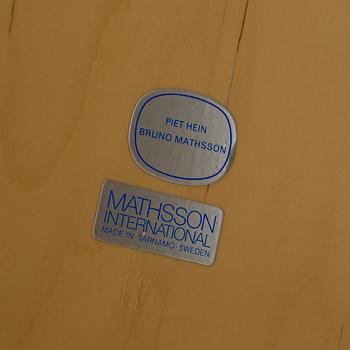 PIET HEIN
BRUNO MATHSSON
MATHSSON
INTERNATIONAL
MADE IN VÄRNAMO · SWEDEN